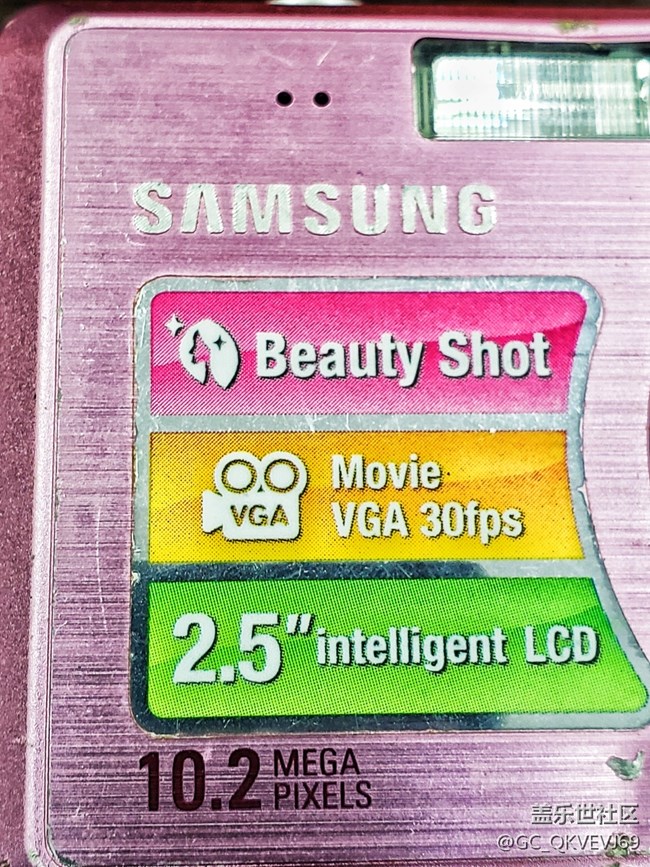 SAMSUNG
Beauty Shot
VGA
Movie
VGA 30fps
2.5" intelligent LCD
10.2 MEGA
PIXELS
盖乐世社区
@GC_QKVEVJ69